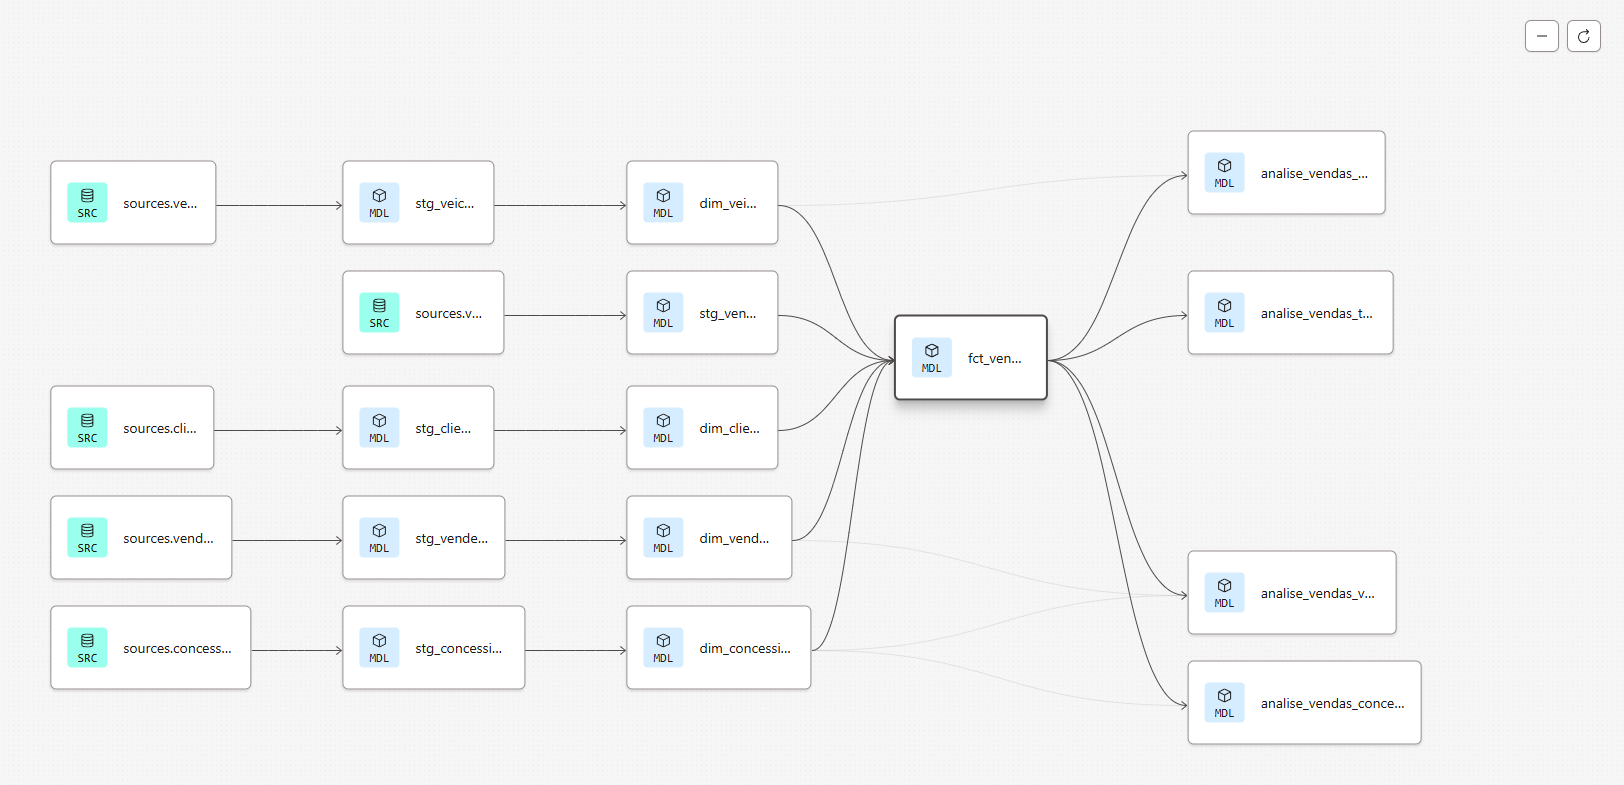 SRC
sources.ve...
MDL
stg_veic...
MDL
dim_vei...
MDL
analise_vendas_...
SRC
sources.v...
MDL
stg_ven...
MDL
fct_ven...
MDL
analise_vendas_t...
SRC
sources.cli...
MDL
stg_clie...
MDL
dim_clie...
SRC
sources.vend...
MDL
stg_vende...
MDL
dim_vend...
MDL
analise_vendas_v...
SRC
sources.concess...
MDL
stg_concessi...
MDL
dim_concessi...
MDL
analise_vendas_conce...